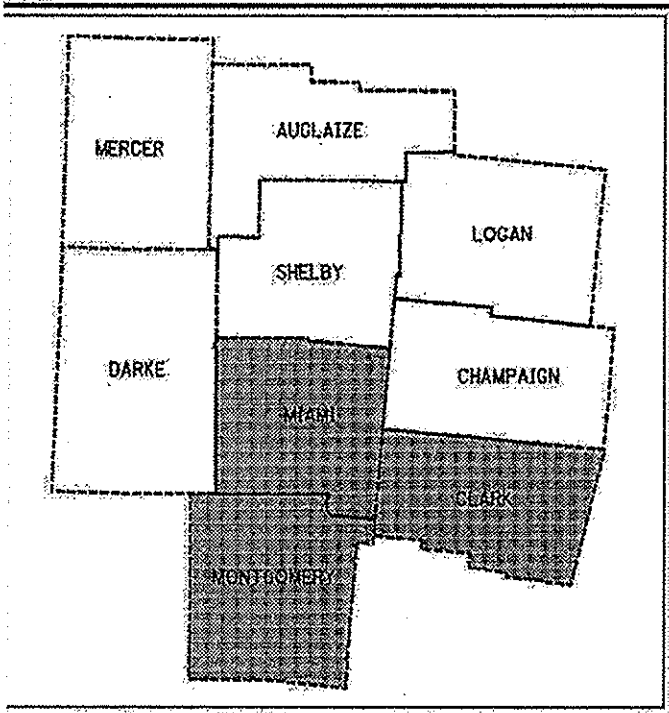 AUGLAIZE
MERCER
LOGAN
SHELBY
DARKE
CHAMPAIGN
MIAMI
CLARK
MONTGOMERY